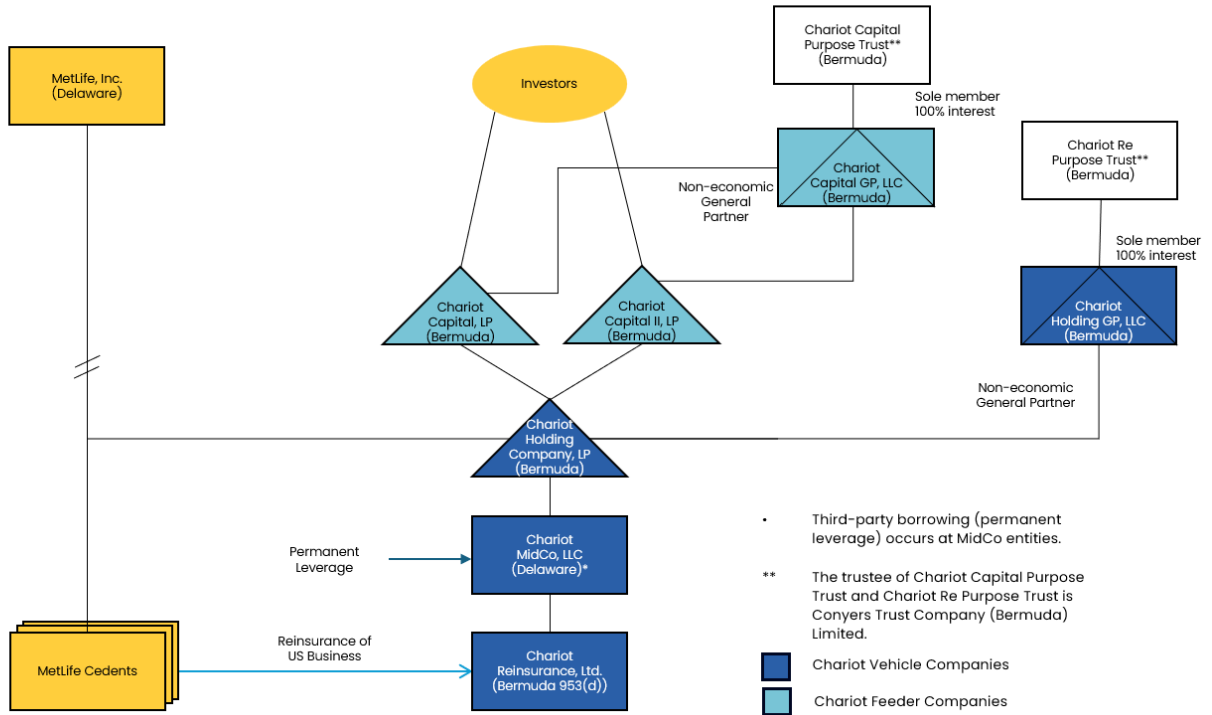 MetLife, Inc.
(Delaware)
Investors
Chariot Capital
Purpose Trust**
(Bermuda)
Sole member
100% interest
Chariot
Capital GP, LLC
(Bermuda)
Chariot Re
Purpose Trust**
(Bermuda)
Non-economic
General
Partner
Sole member
100% interest
Chariot
Capital, LP
(Bermuda)
Chariot
Capital II, LP
(Bermuda)
Chariot
Holding GP, LLC
(Bermuda)
Non-economic
General Partner
Chariot
Holding
Company, LP
(Bermuda)
Permanent
Leverage
Chariot
MidCo, LLC
(Delaware)*
• Third-party borrowing (permanent
leverage) occurs at MidCo entities.
** The trustee of Chariot Capital Purpose
Trust and Chariot Re Purpose Trust is
Conyers Trust Company (Bermuda)
Limited.
MetLife Cedents
Reinsurance of
US Business
Chariot
Reinsurance, Ltd.
(Bermuda 953(d))
Chariot Vehicle Companies
Chariot Feeder Companies